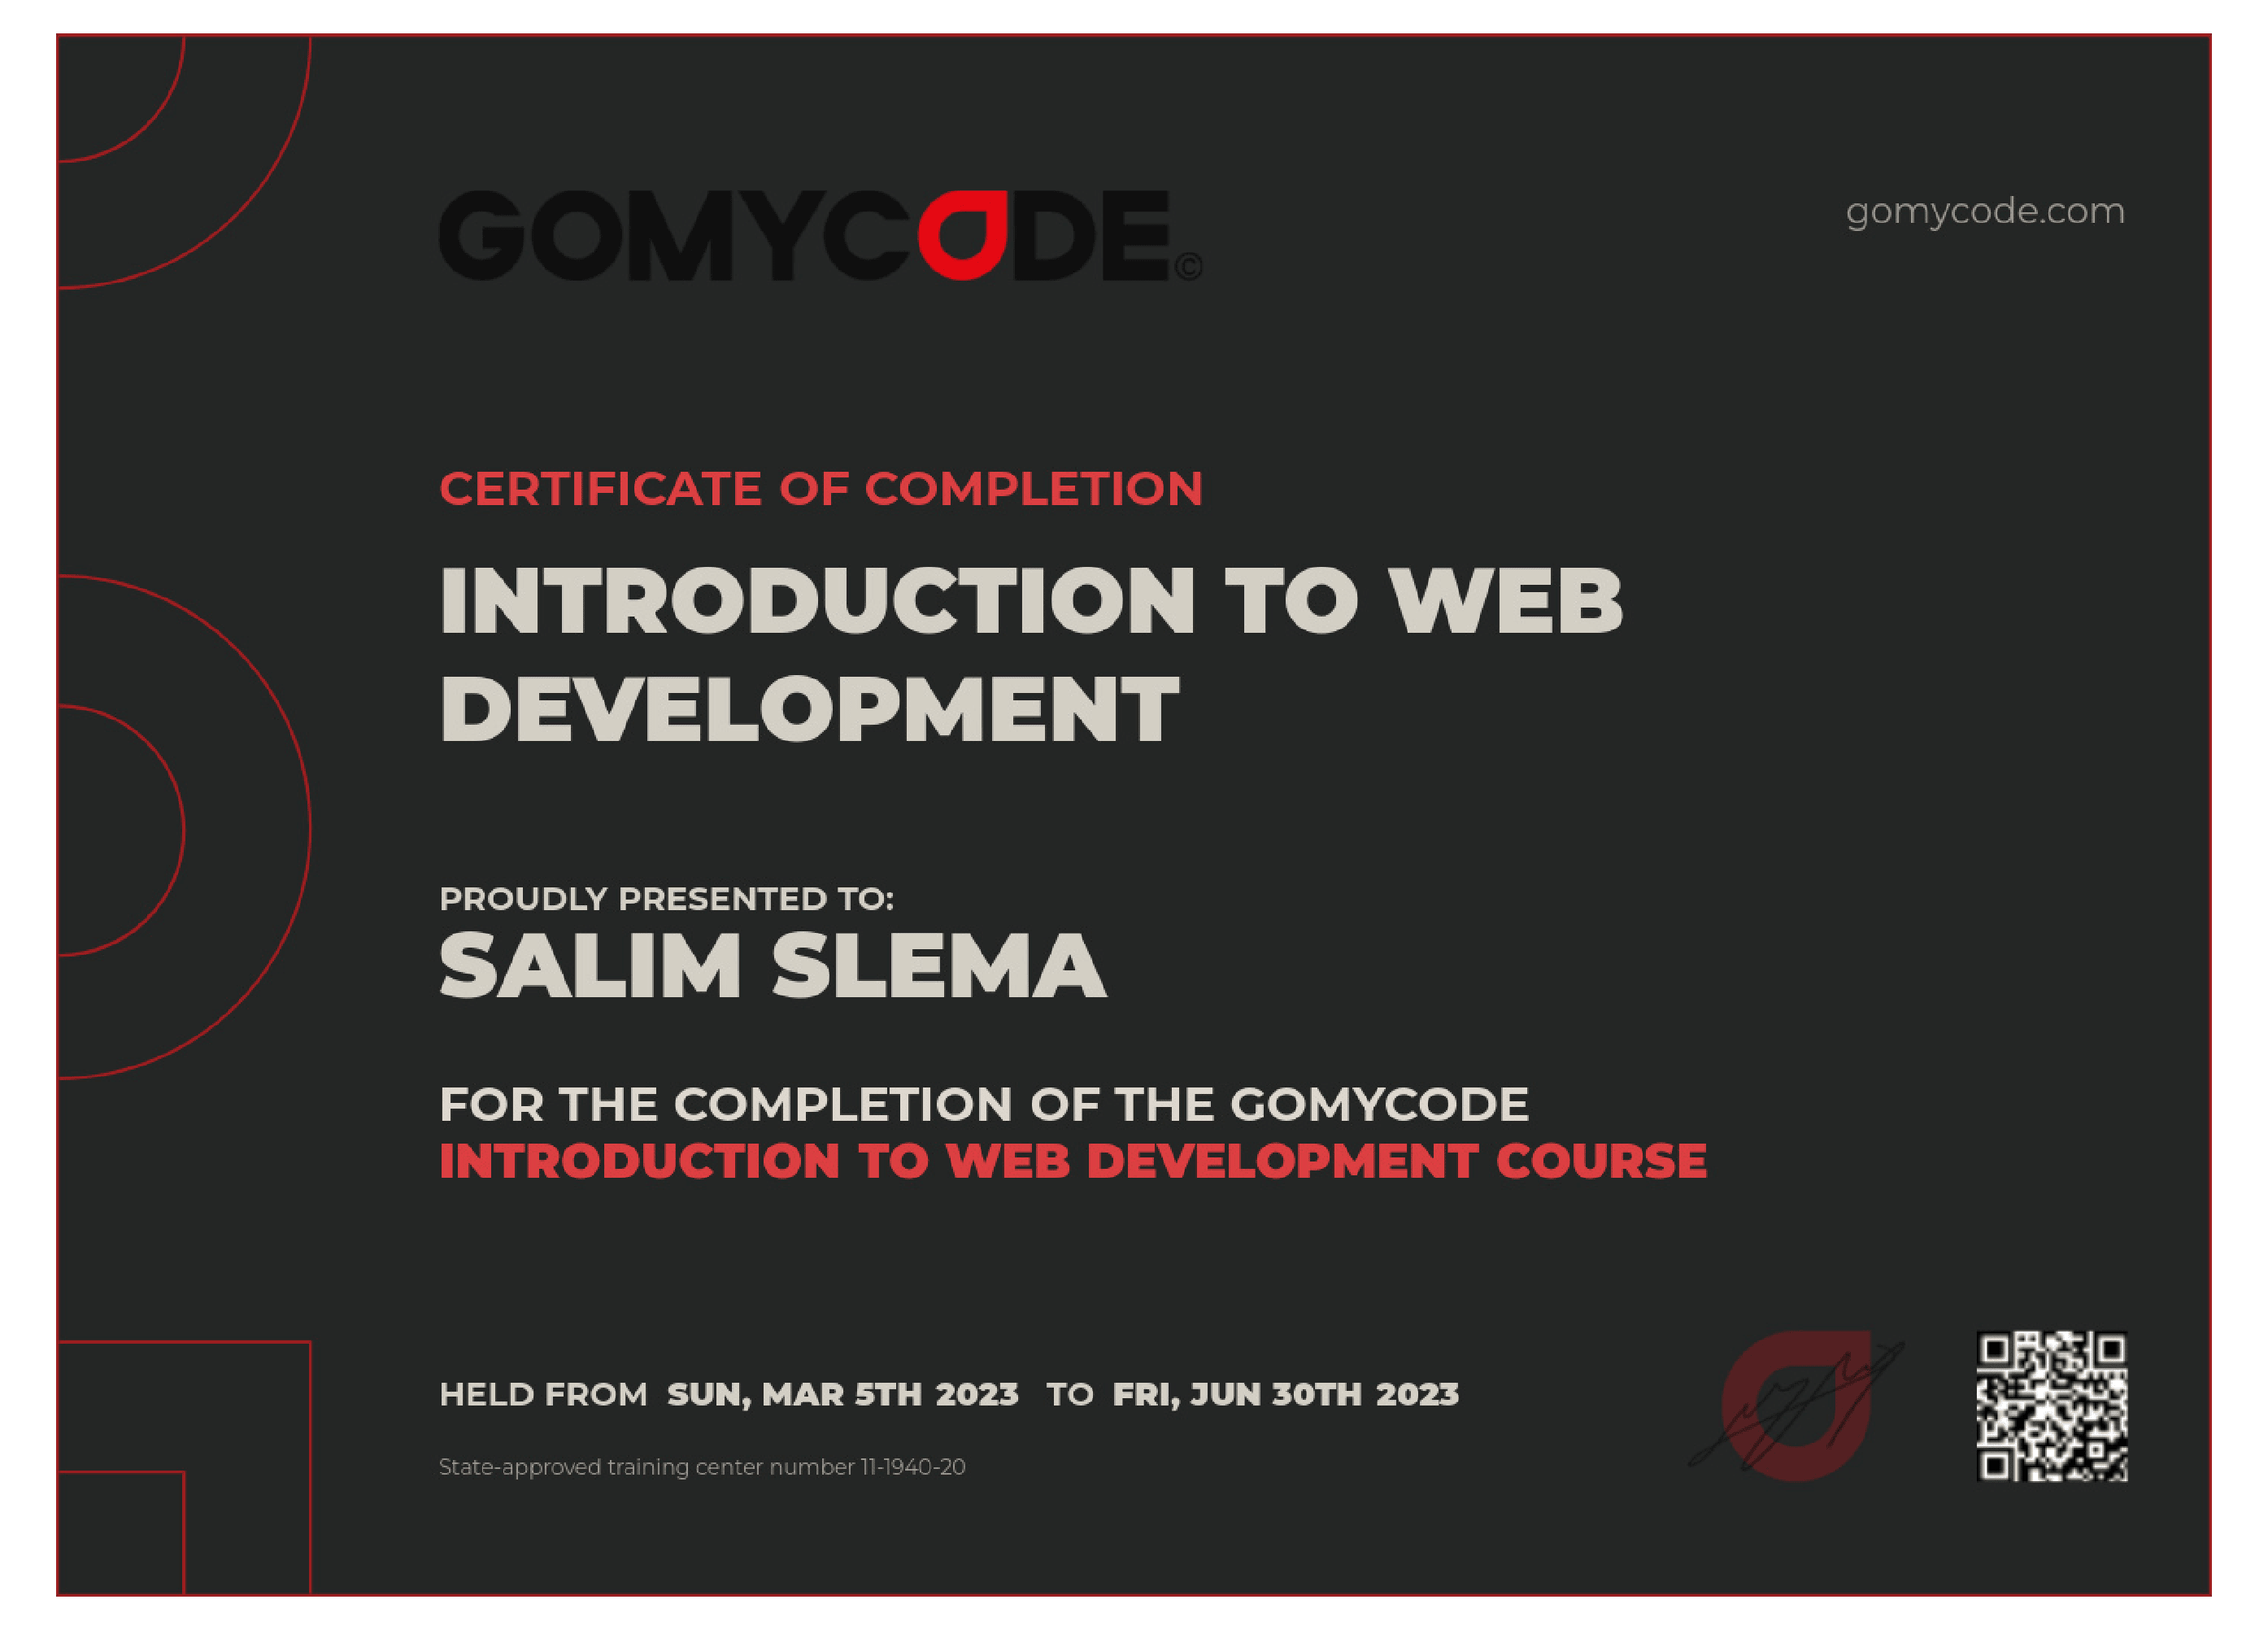 GOMYCODE©
gomycode.com
CERTIFICATE OF COMPLETION
INTRODUCTION TO WEB
DEVELOPMENT
PROUDLY PRESENTED TO:
SALIM SLEMA
FOR THE COMPLETION OF THE GOMYCODE
INTRODUCTION TO WEB DEVELOPMENT COURSE
HELD FROM SUN, MAR 5TH 2023 TO FRI, JUN 30TH 2023
State-approved training center number 11-1940-20